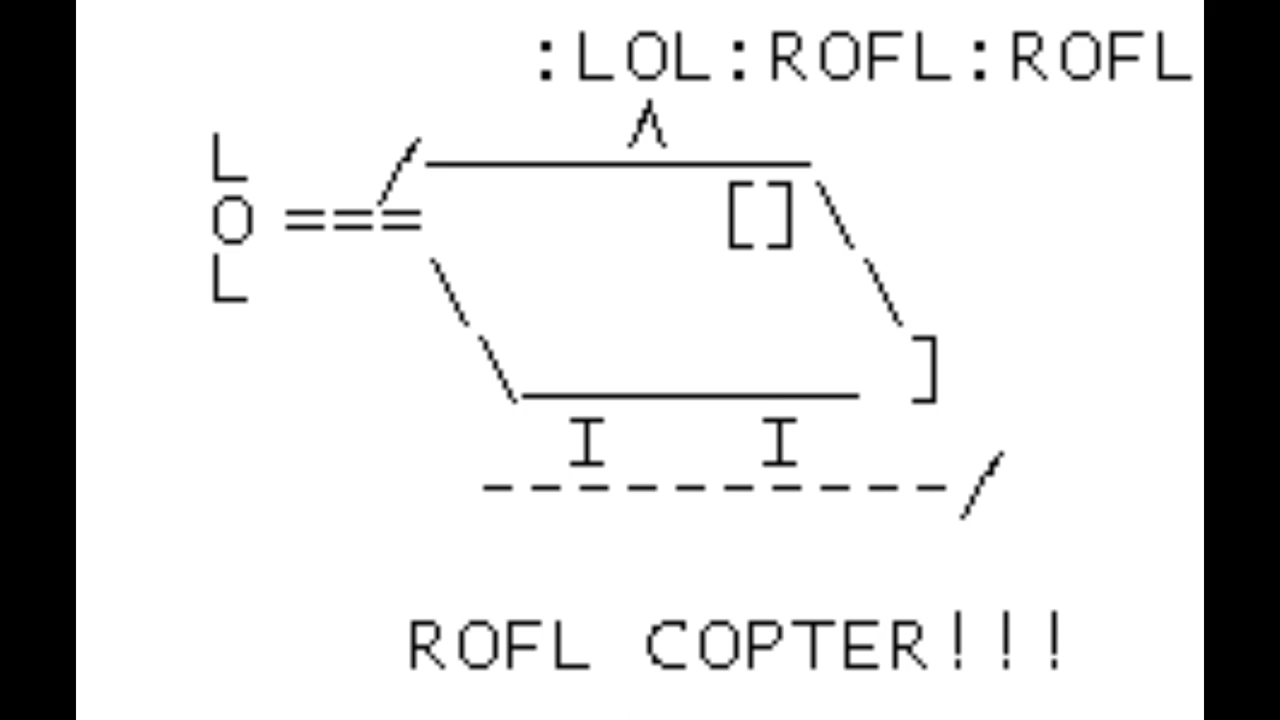 :LOL:ROFL:ROFL
L
O ===
L
[]
]
I I
ROFL COPTER!!!